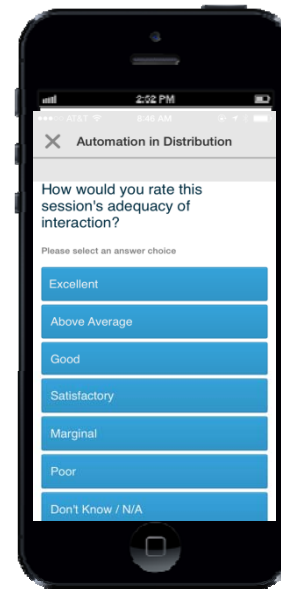 2:52 PM
AT&T 8:46 AM
Automation in Distribution
How would you rate this
session's adequacy of
interaction?
Please select an answer choice
Excellent
Above Average
Good
Satisfactory
Marginal
Poor
Don't Know / N/A